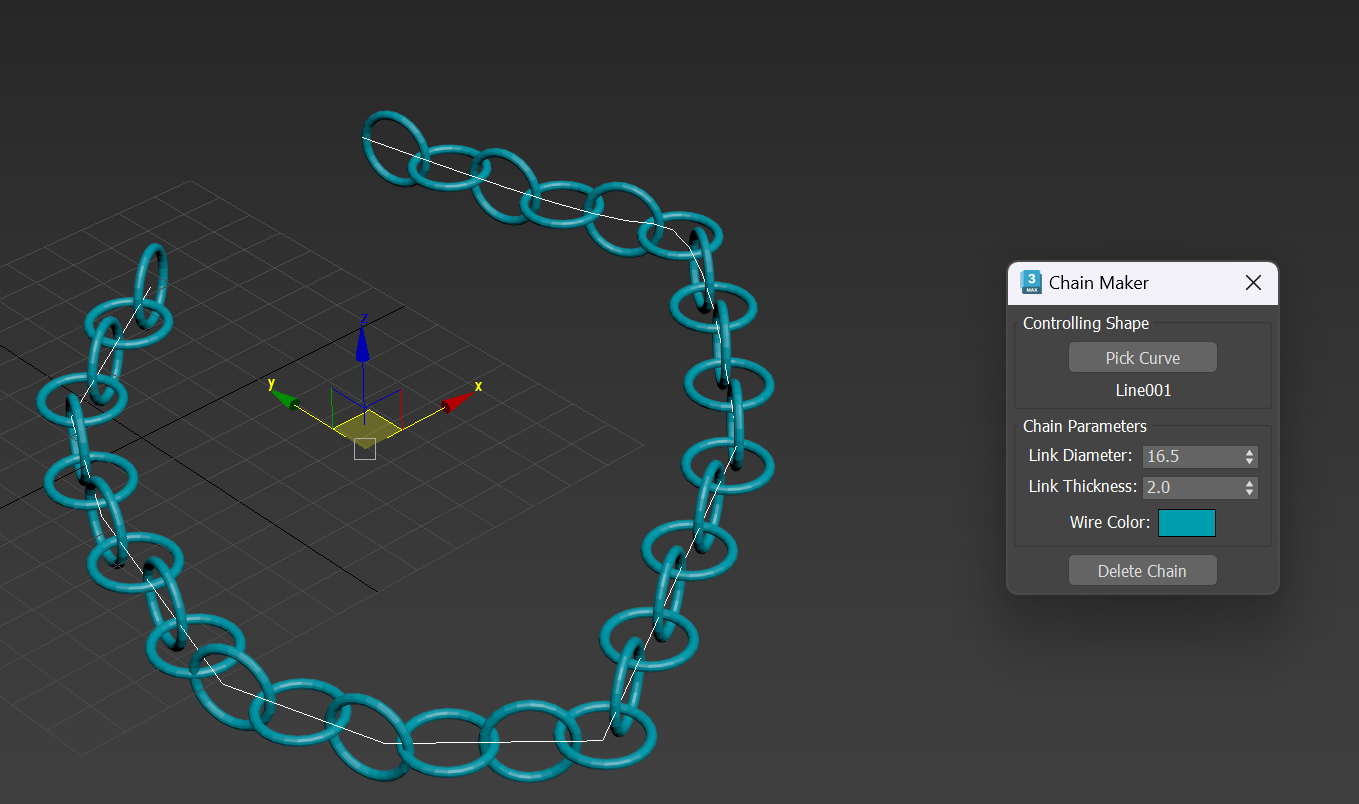 z
y
x
3
MAX
Chain Maker
Controlling Shape
Pick Curve
Line001
Chain Parameters
Link Diameter: 16.5
Link Thickness: 2.0
Wire Color:
Delete Chain